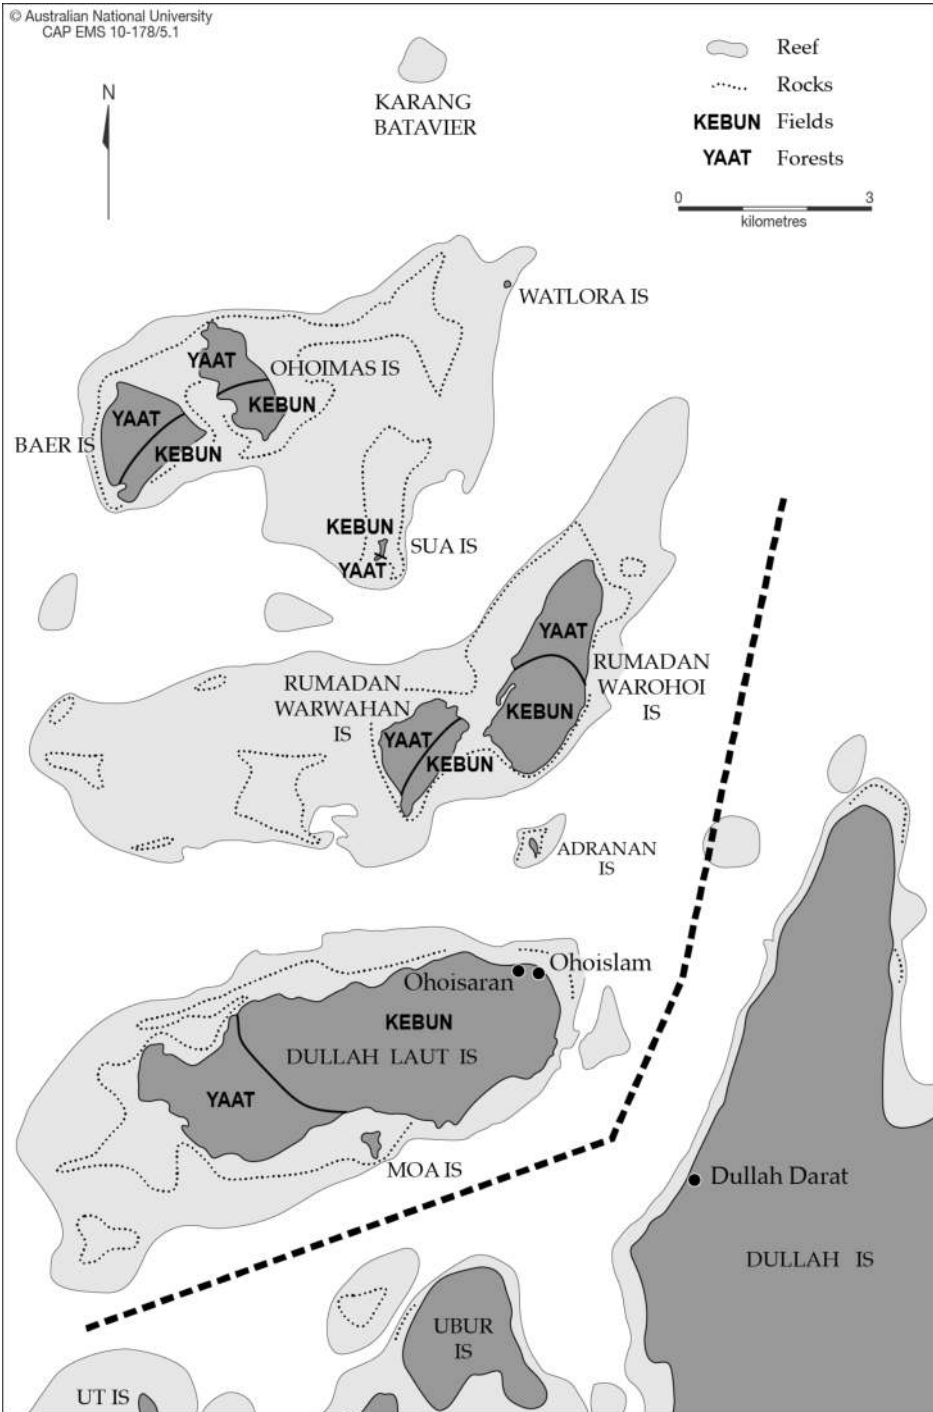 © Australian National University
CAP EMS 10-178/5.1
N
KARANG
BATAVIER
Reef
Rocks
KEBUN Fields
YAAT Forests
0 3
kilometres
WATLORA IS
YAAT
OHOIMAS IS
KEBUN
YAAT
BAER IS
KEBUN
KEBUN
SUA IS
YAAT
YAAT
RUMADAN
WAROHOI
IS
KEBUN
RUMADAN
WARWAHAN
IS
YAAT
KEBUN
ADRANAN
IS
Ohoislam
Ohoisaran
KEBUN
DULLAH LAUT IS
YAAT
MOA IS
Dullah Darat
DULLAH IS
UBUR
IS
UT IS